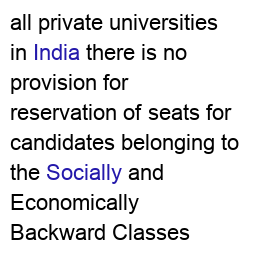 all private universities
in India there is no
provision for
reservation of seats for
candidates belonging to
the Socially and
Economically
Backward Classes